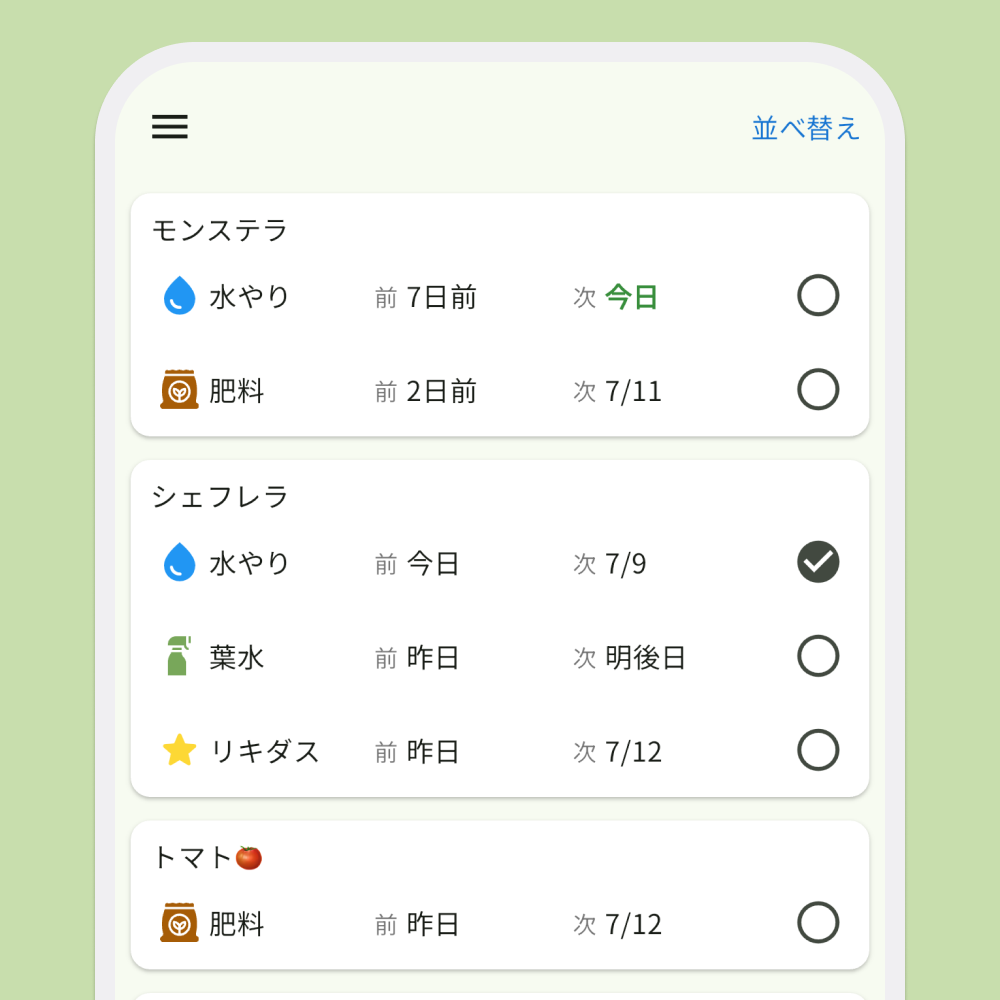 並べ替え
モンステラ
水やり 前 7日前 次 今日
肥料 前 2日前 次 7/11
シェフレラ
水やり 前 今日 次 7/9
葉水 前 昨日 次 明後日
リキダス 前 昨日 次 7/12
トマト🍅
肥料 前 昨日 次 7/12